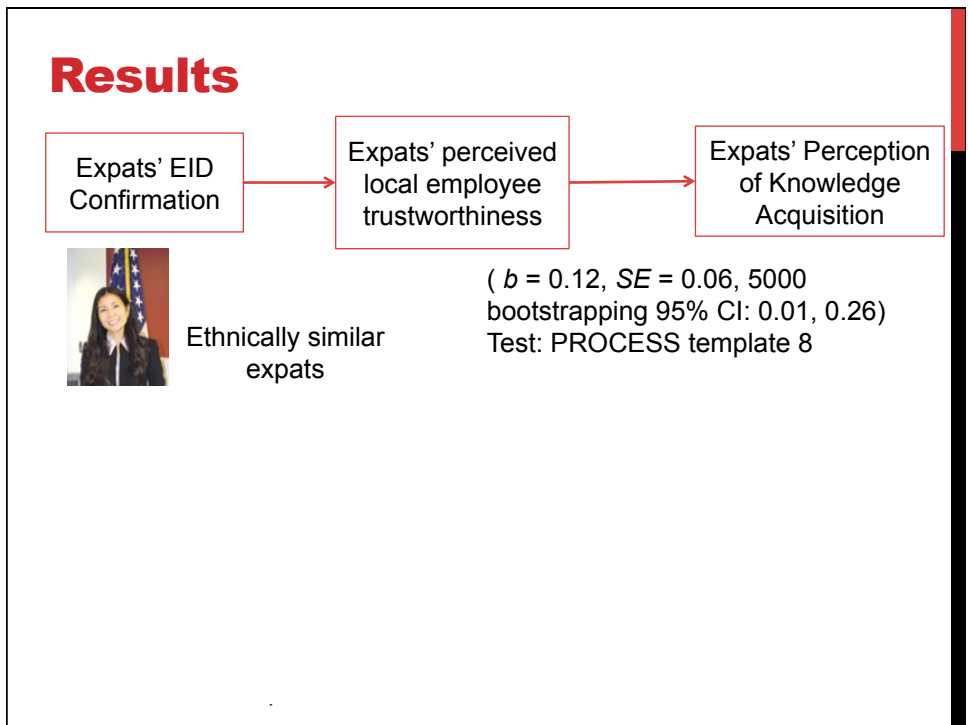 Results
Expats’ EID
Confirmation
Expats’ perceived
local employee
trustworthiness
Expats’ Perception
of Knowledge
Acquisition
Ethnically similar
expats
( b = 0.12, SE = 0.06, 5000
bootstrapping 95% CI: 0.01, 0.26)
Test: PROCESS template 8